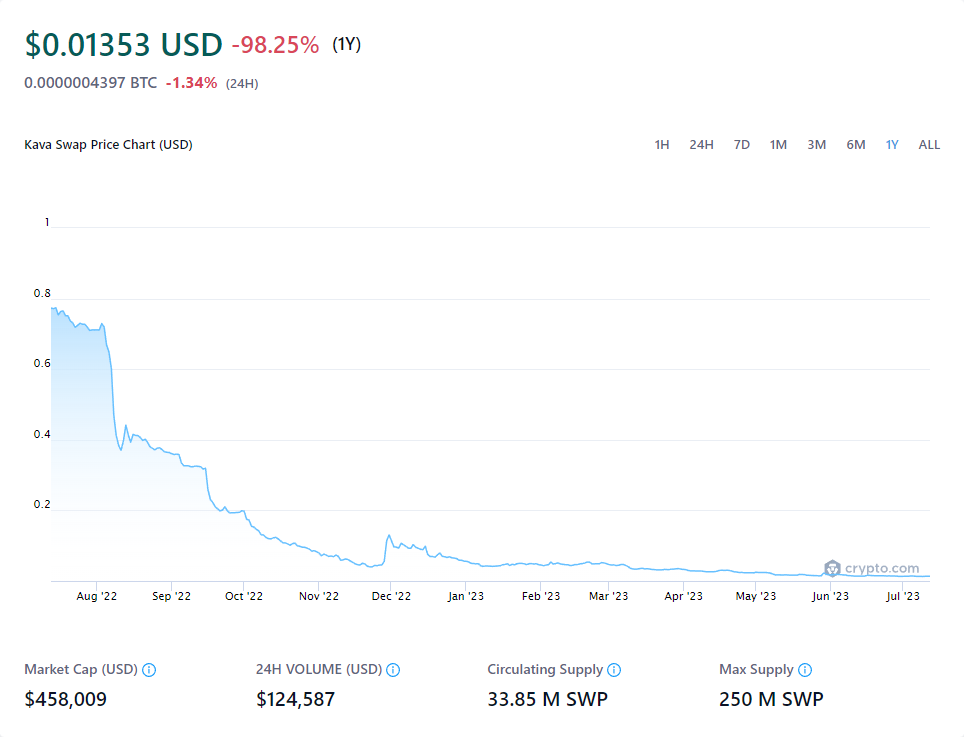 $0.01353 USD -98.25% (1Y)
0.0000004397 BTC -1.34% (24H)
Kava Swap Price Chart (USD) 1H 24H 7D 1M 3M 6M 1Y ALL
1
0.8
0.6
0.4
0.2
crypto.com
Aug '22 Sep '22 Oct '22 Nov '22 Dec '22 Jan '23 Feb '23 Mar '23 Apr '23 May '23 Jun '23 Jul '23
Market Cap (USD) 24H VOLUME (USD) Circulating Supply Max Supply
$458,009 $124,587 33.85 M SWP 250 M SWP